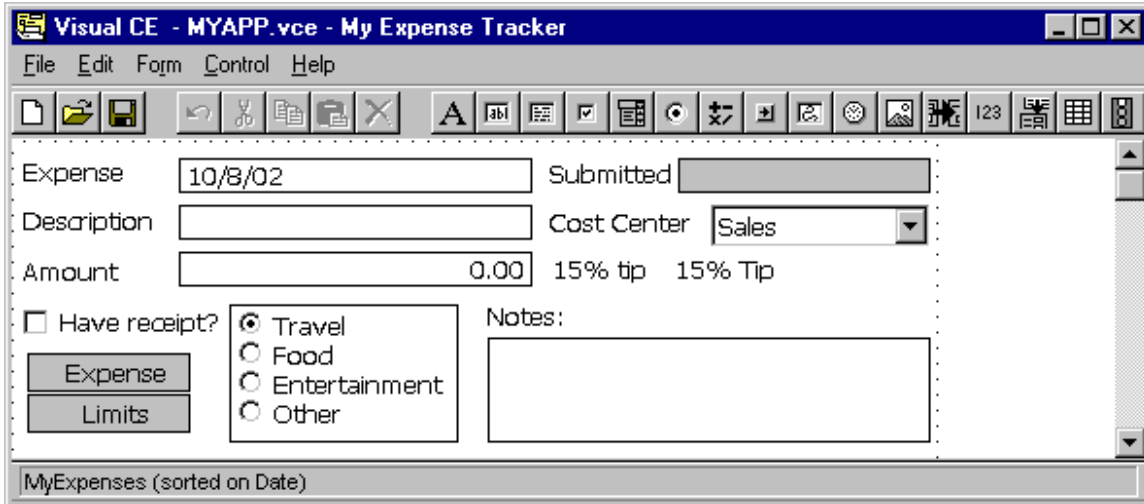 Visual CE - MYAPP.vce - My Expense Tracker
File Edit Form Control Help
A ab 123
Expense 10/8/02 Submitted
Description Cost Center Sales
Amount 0.00 15% tip 15% Tip
Have receipt? Travel Notes:
Food
Expense Entertainment
Limits Other
MyExpenses (sorted on Date)